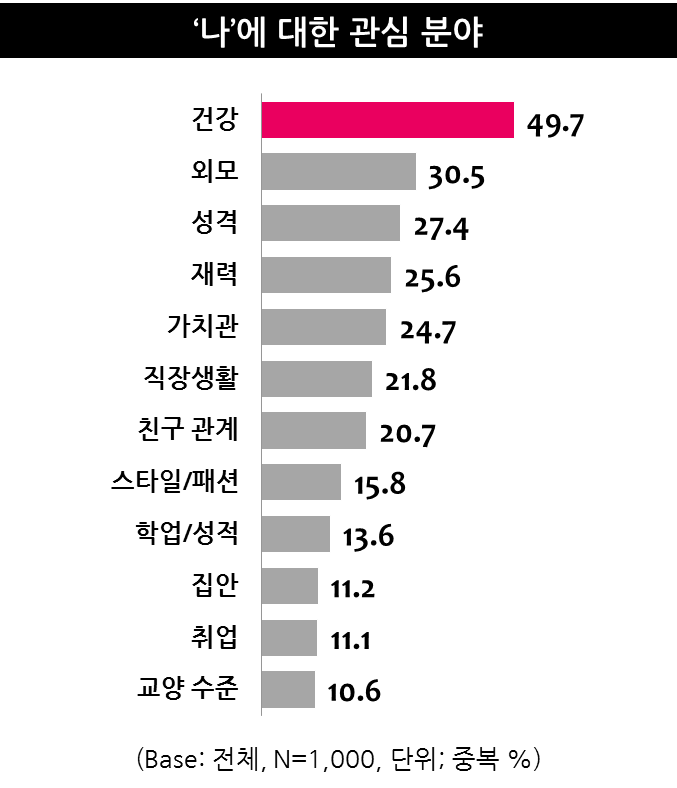 ‘나’에 대한 관심 분야
건강 49.7
외모 30.5
성격 27.4
재력 25.6
가치관 24.7
직장생활 21.8
친구 관계 20.7
스타일/패션 15.8
학업/성적 13.6
집안 11.2
취업 11.1
교양 수준 10.6
(Base: 전체, N=1,000, 단위; 중복 %)